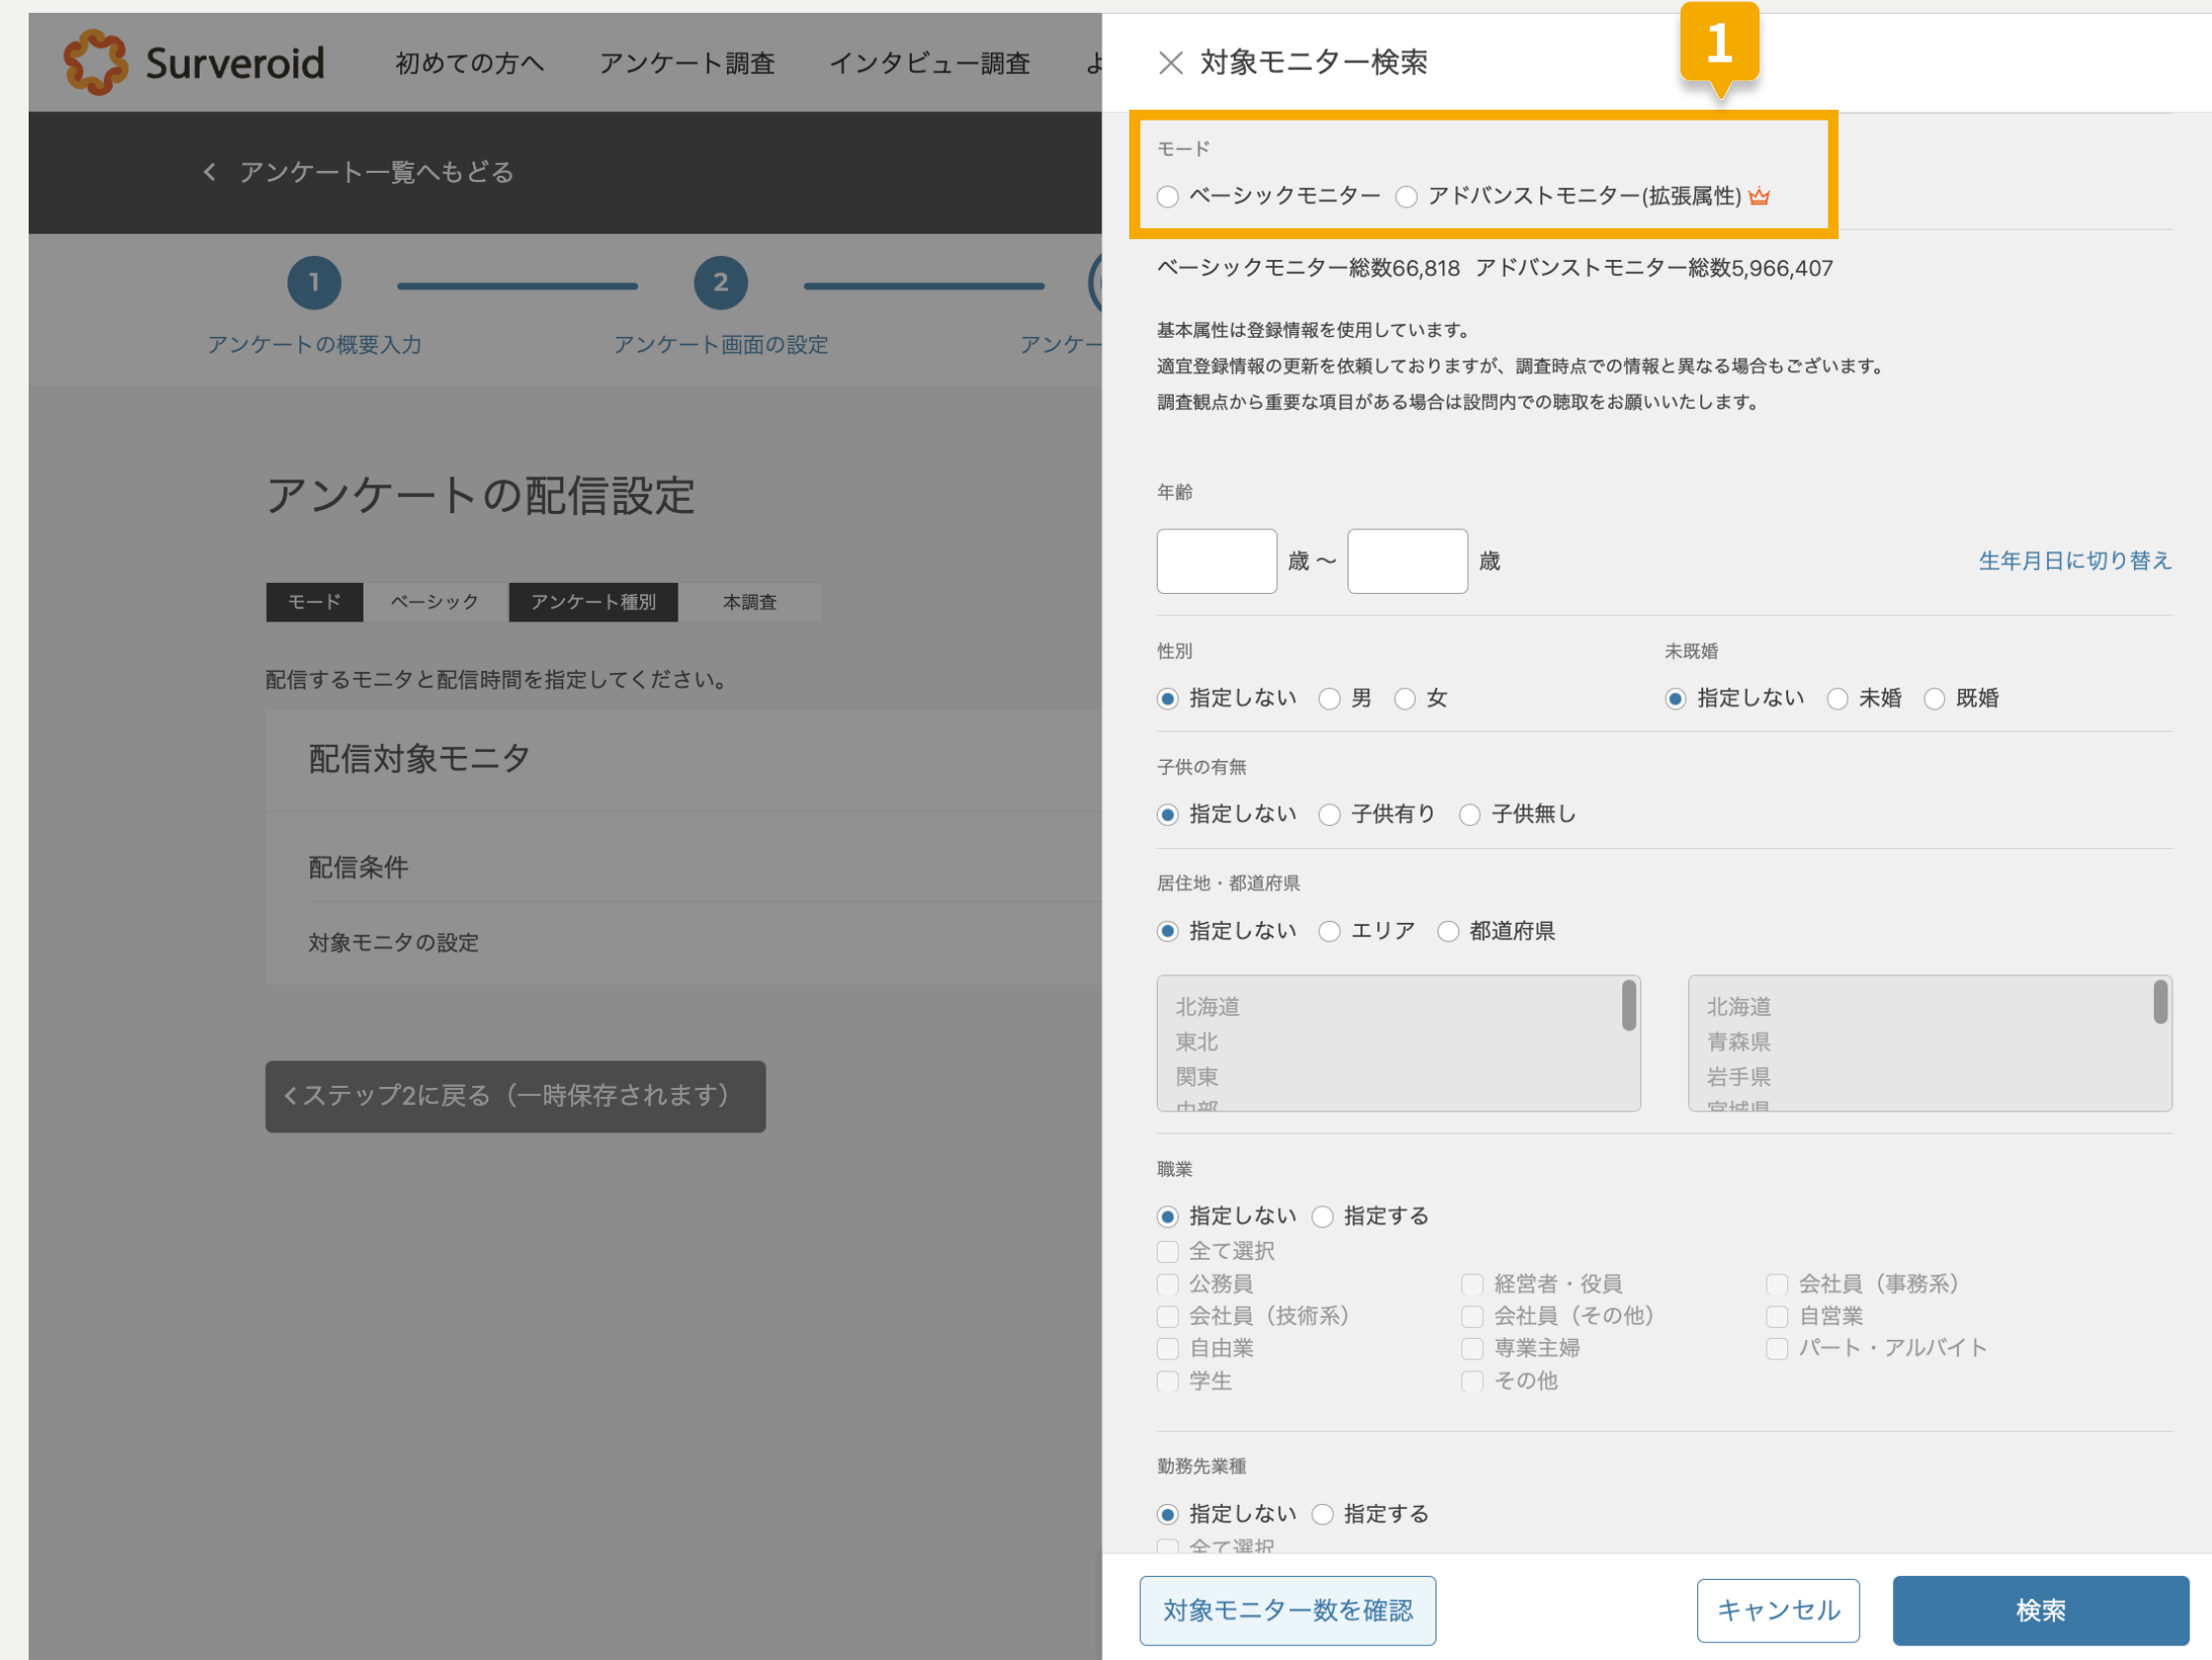 Surveroid
初めての方へ
アンケート調査
インタビュー調査
よ
アンケート一覧へもどる
1
アンケートの概要入力
2
アンケート画面の設定
アンケー
アンケートの配信設定
モード
ベーシック
アンケート種別
本調査
配信するモニタと配信時間を指定してください。
配信対象モニタ
配信条件
対象モニタの設定
ステップ2に戻る（一時保存されます）
対象モニター検索
1
モード
ベーシックモニター アドバンストモニター(拡張属性)
ベーシックモニター総数66,818 アドバンストモニター総数5,966,407
基本属性は登録情報を使用しています。
適宜登録情報の更新を依頼しておりますが、調査時点での情報と異なる場合もございます。
調査観点から重要な項目がある場合は設問内での聴取をお願いいたします。
年齢
歳 〜 歳
生年月日に切り替え
性別
指定しない 男 女
未既婚
指定しない 未婚 既婚
子供の有無
指定しない 子供有り 子供無し
居住地・都道府県
指定しない エリア 都道府県
北海道
東北
関東
中部
北海道
青森県
岩手県
宮城県
職業
指定しない 指定する
全て選択
公務員 経営者・役員 会社員（事務系）
会社員（技術系） 会社員（その他） 自営業
自由業 専業主婦 パート・アルバイト
学生 その他
勤務先業種
指定しない 指定する
全て選択
対象モニター数を確認
キャンセル
検索